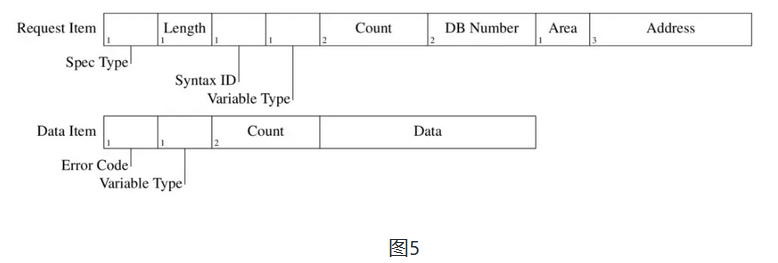 Request Item Length Count DB Number Area Address
1 1 1 1 2 2 1 3
Spec Type
Syntax ID
Variable Type
Data Item Count Data
1 1 2
Error Code
Variable Type
图5